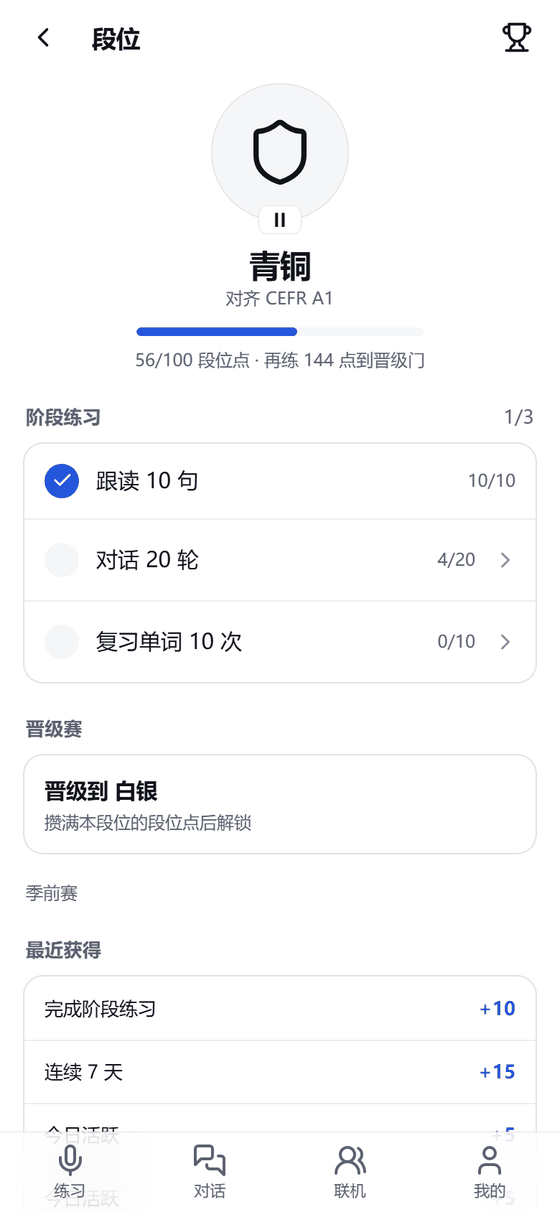 段位
II
青铜
对齐 CEFR A1
56/100 段位点 · 再练 144 点到晋级门
阶段练习 1/3
跟读 10 句 10/10
对话 20 轮 4/20
复习单词 10 次 0/10
晋级赛
晋级到 白银
攒满本段位的段位点后解锁
季前赛
最近获得
完成阶段练习 +10
连续 7 天 +15
今日活跃 +5
今日活跃 +5
练习 对话 联机 我的